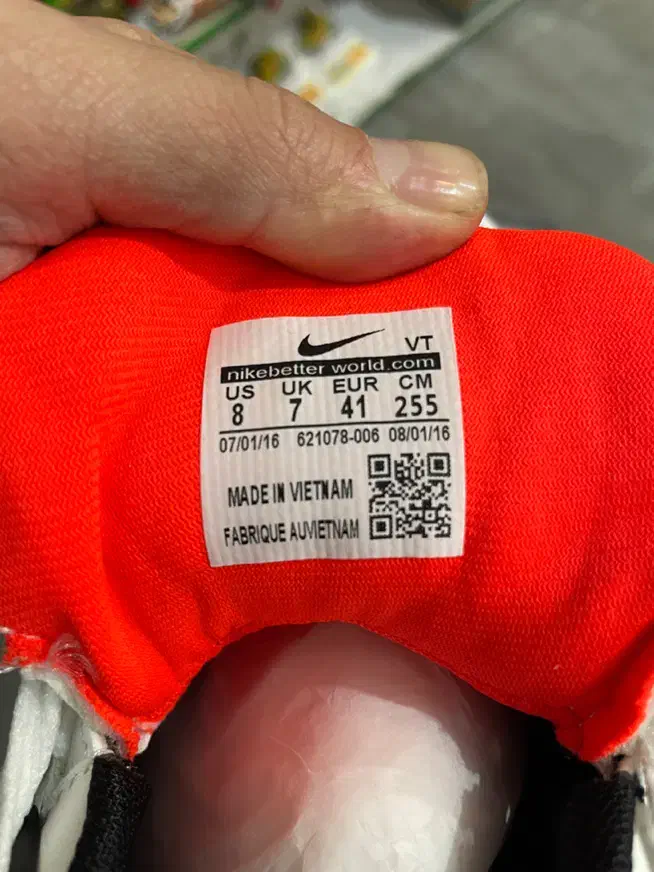 VT
nikebetter world.com
US UK EUR CM
8 7 41 255
07/01/16 621078-006 08/01/16
MADE IN VIETNAM
FABRIQUE AUVIETNAM